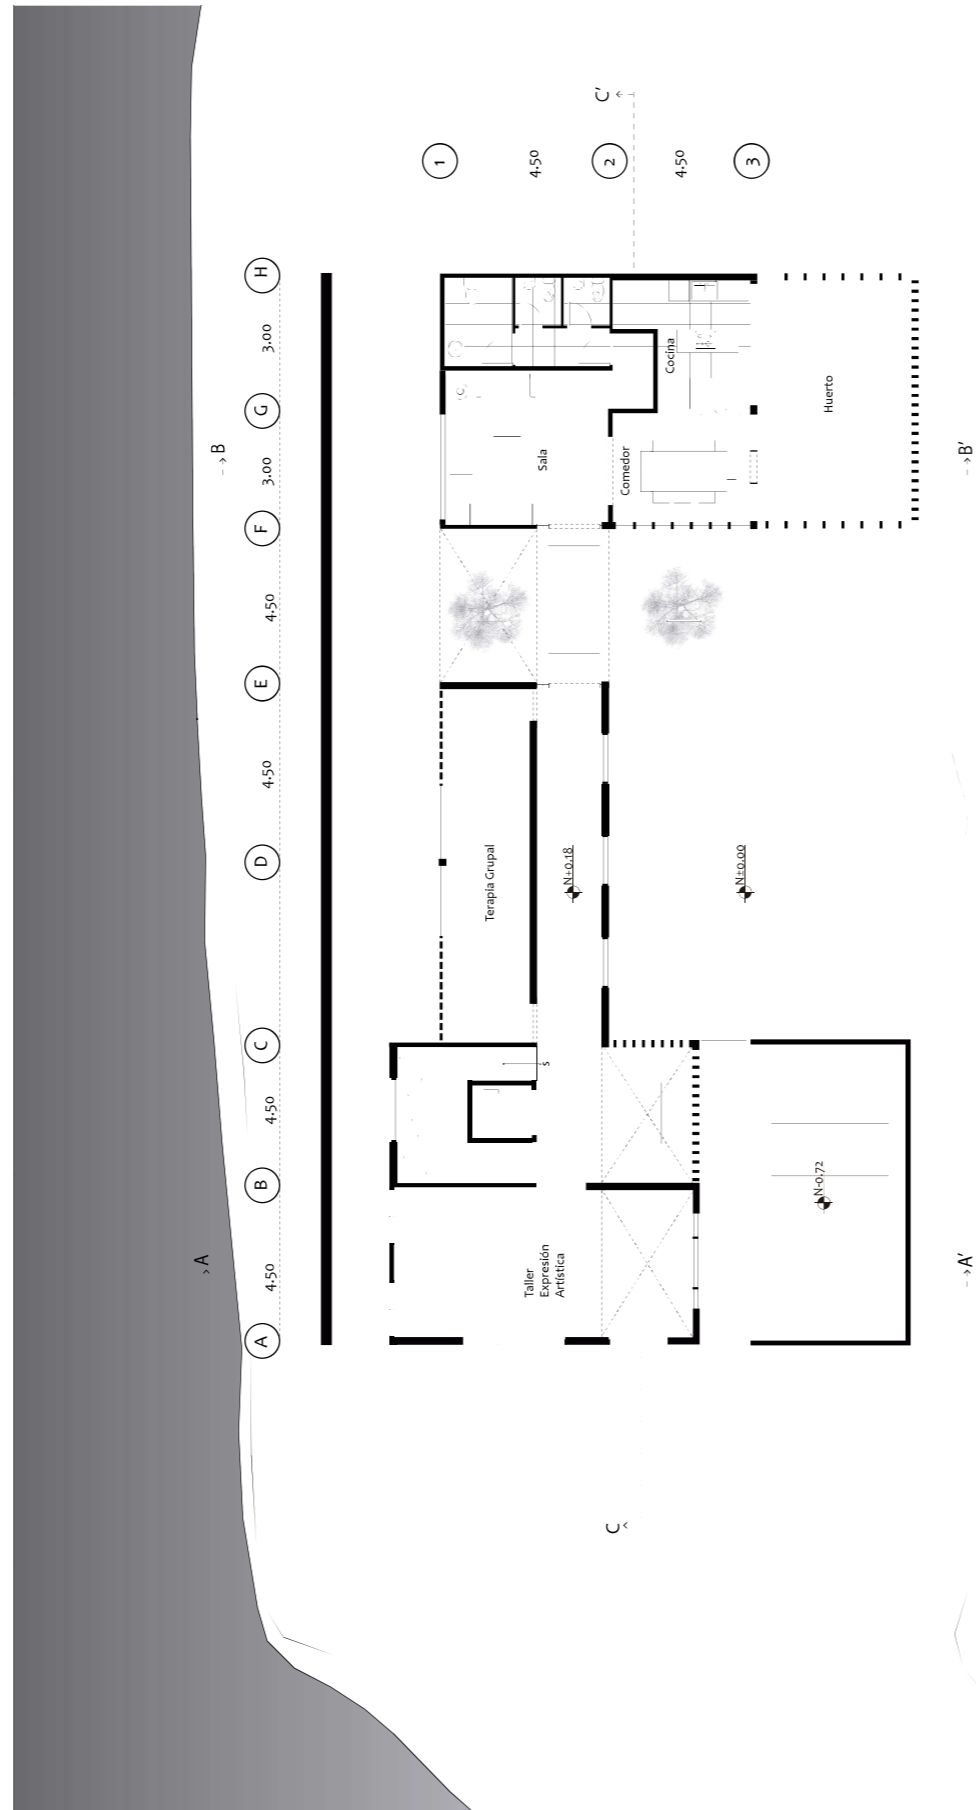 A
B
A
B
C
D
E
F
G
H
4.50
4.50
4.50
4.50
3.00
3.00
1
4.50
2
4.50
3
Terapia Grupal
Taller
Expresión
Artística
Sala
N+0.18
s
C
C'
Comedor
Cocina
N±0.00
N-0.72
Huerto
A'
B'